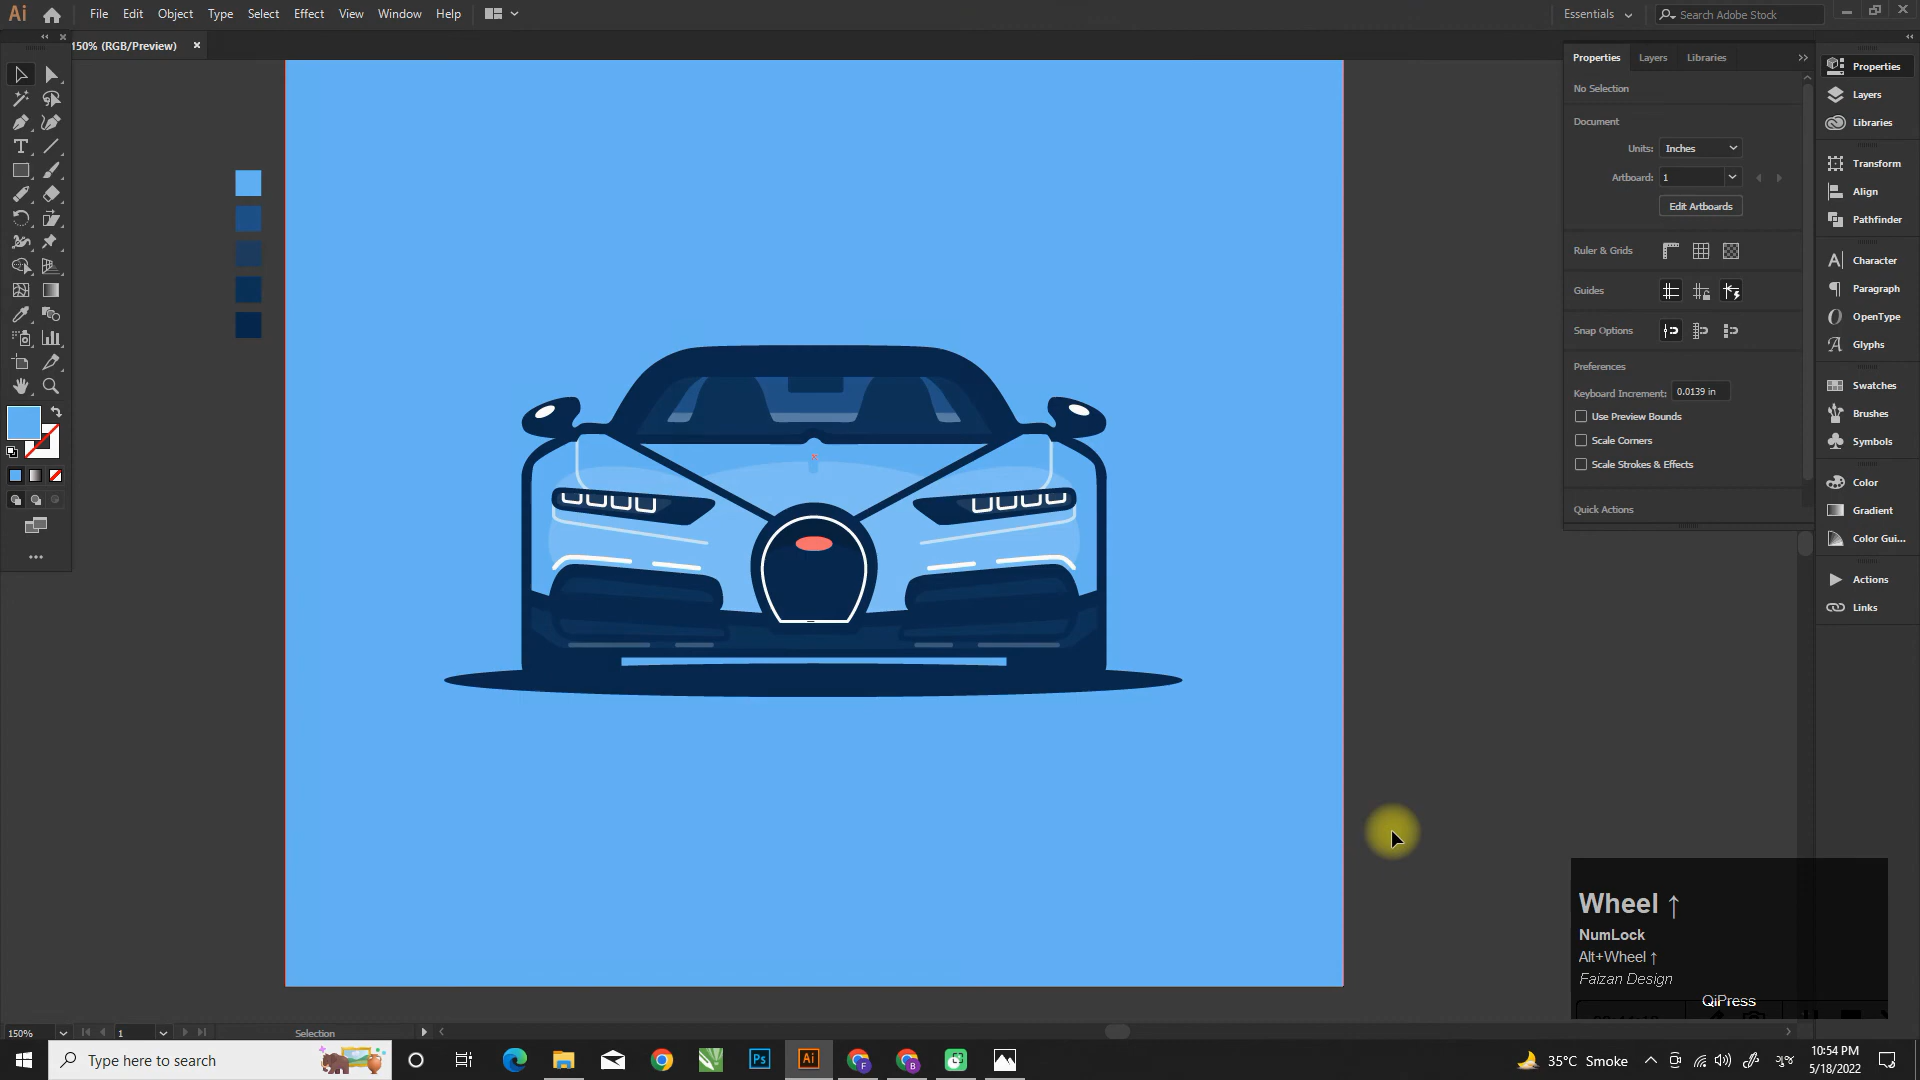 Ai File Edit Object Type Select Effect View Window Help Essentials Search Adobe Stock
150% (RGB/Preview) ×
Properties Layers Libraries
No Selection
Document
Units: Inches
Artboard: 1
Edit Artboards
Ruler & Grids
Guides
Snap Options
Preferences
Keyboard Increment: 0.0139 in
Use Preview Bounds
Scale Corners
Scale Strokes & Effects
Quick Actions
Properties
Layers
Libraries
Transform
Align
Pathfinder
Character
Paragraph
OpenType
Glyphs
Swatches
Brushes
Symbols
Color
Gradient
Color Gui...
Actions
Links
Wheel ↑
NumLock
Alt+Wheel ↑
Faizan Design
QiPress
150% 1 Selection
Type here to search
Ps Ai F B
35°C Smoke
10:54 PM
5/18/2022